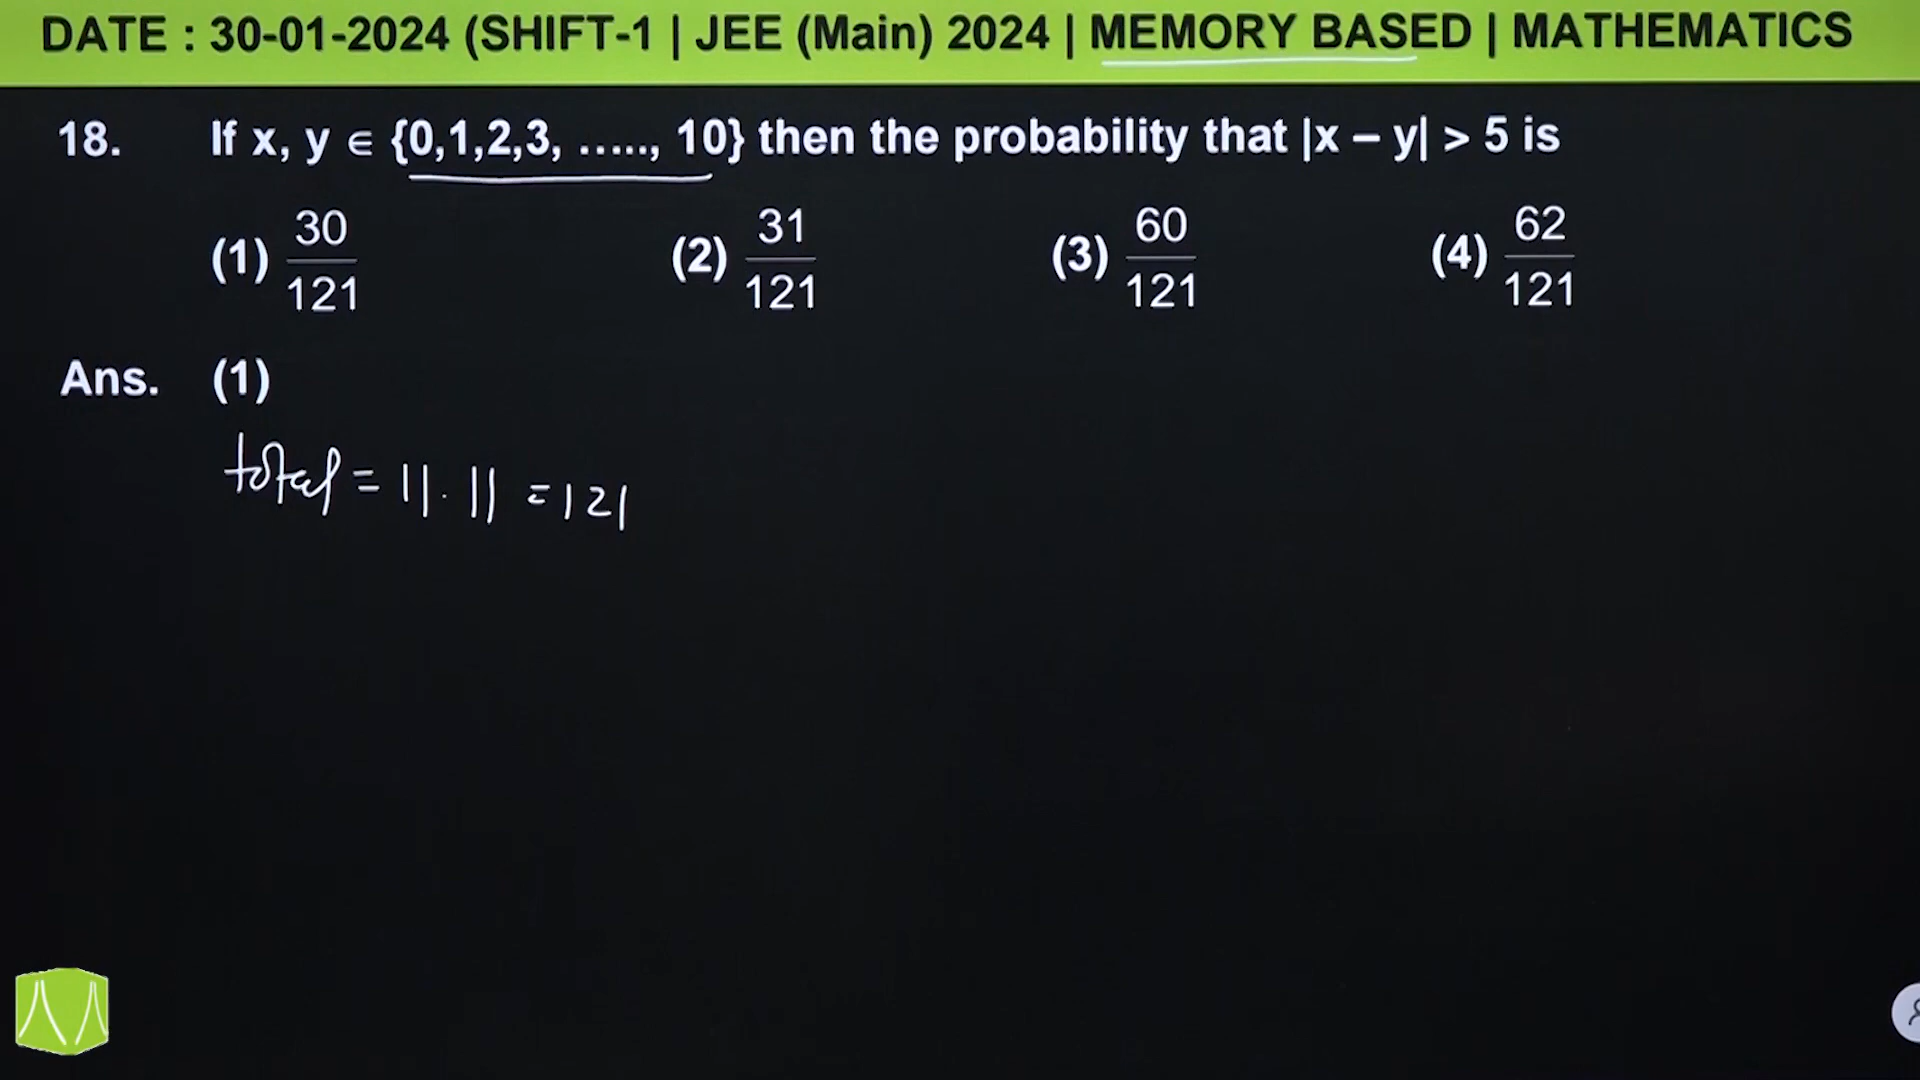 DATE : 30-01-2024 (SHIFT-1 | JEE (Main) 2024 | MEMORY BASED | MATHEMATICS
18. If x, y ∈ {0,1,2,3, ....., 10} then the probability that |x – y| > 5 is
(1) 30/121 (2) 31/121 (3) 60/121 (4) 62/121
Ans. (1)
total = 11 . 11 = 121